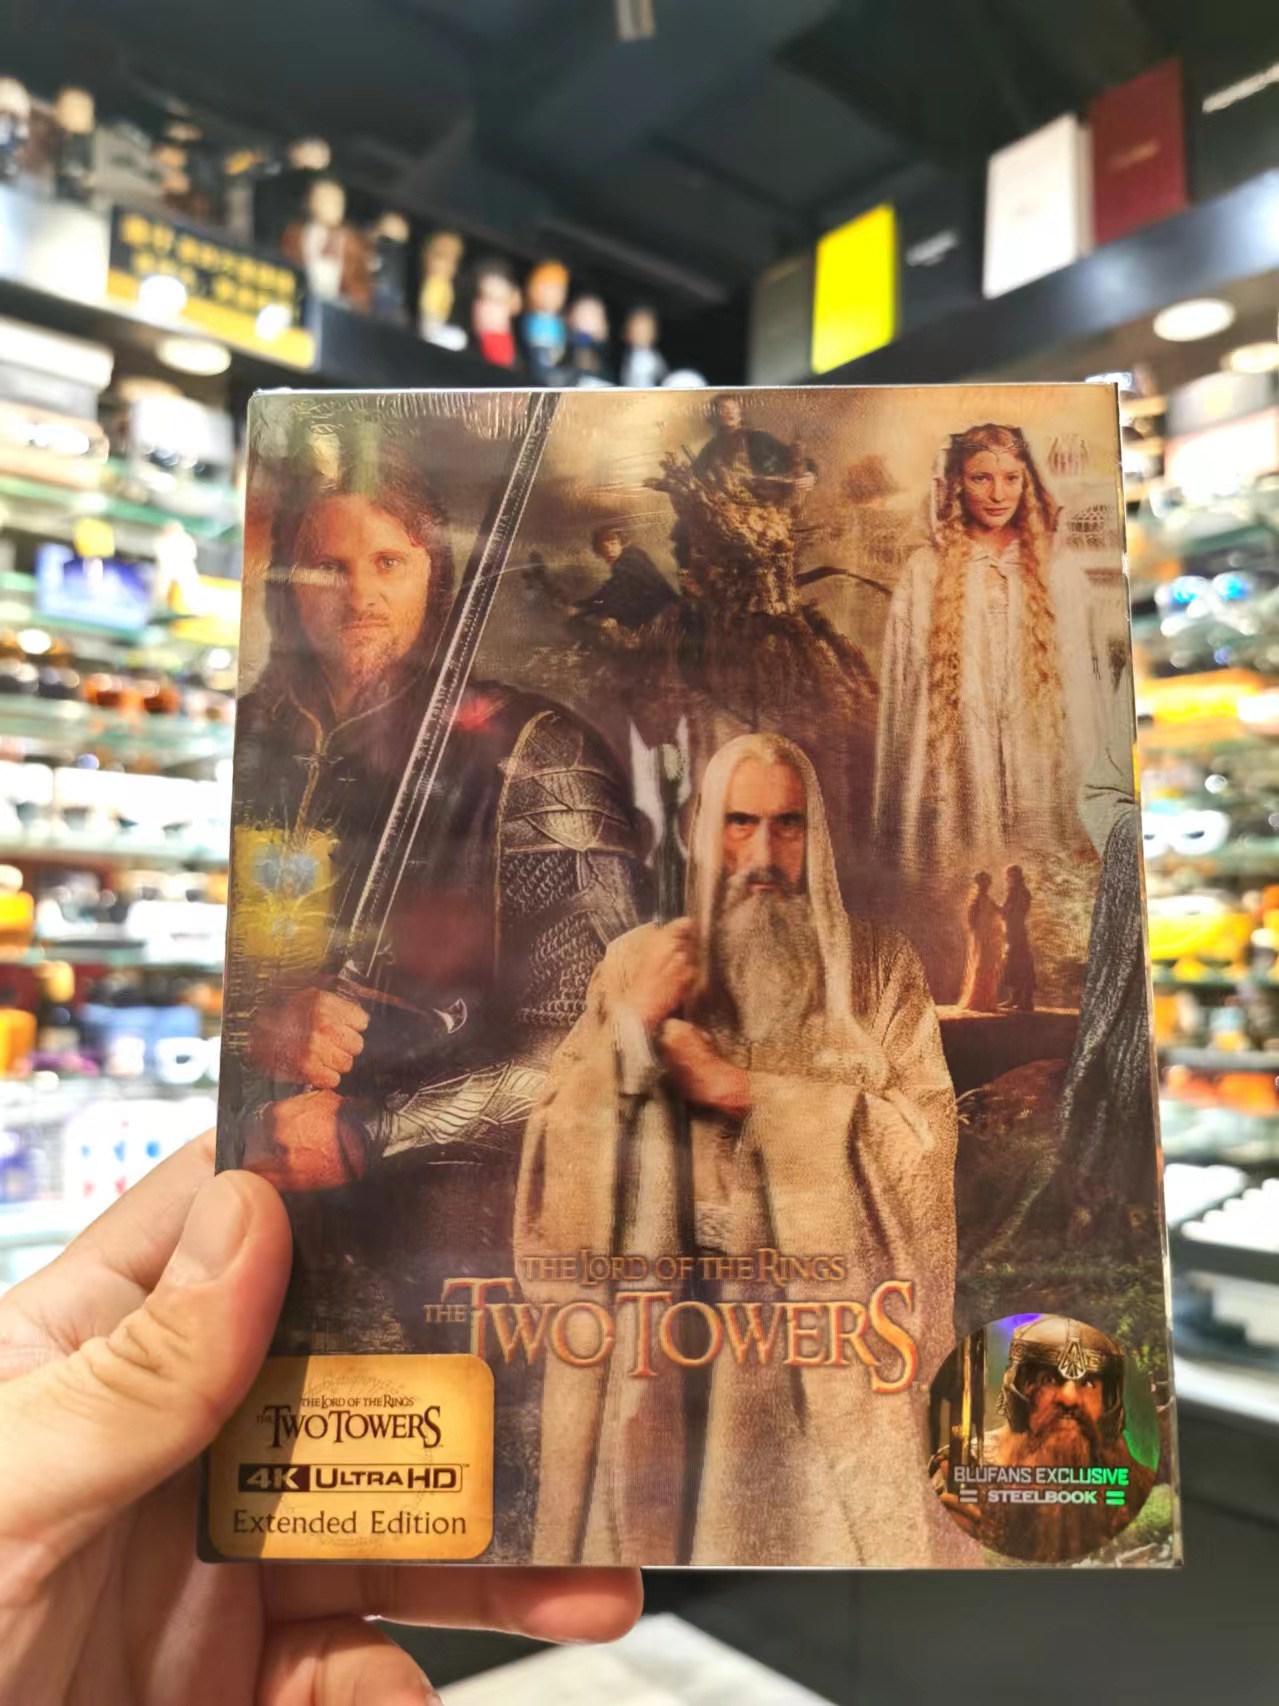 THE LORD OF THE RINGS
THE TWO TOWERS
THE LORD OF THE RINGS
THE TWO TOWERS
4K ULTRA HD
Extended Edition
BLUFANS EXCLUSIVE
STEELBOOK